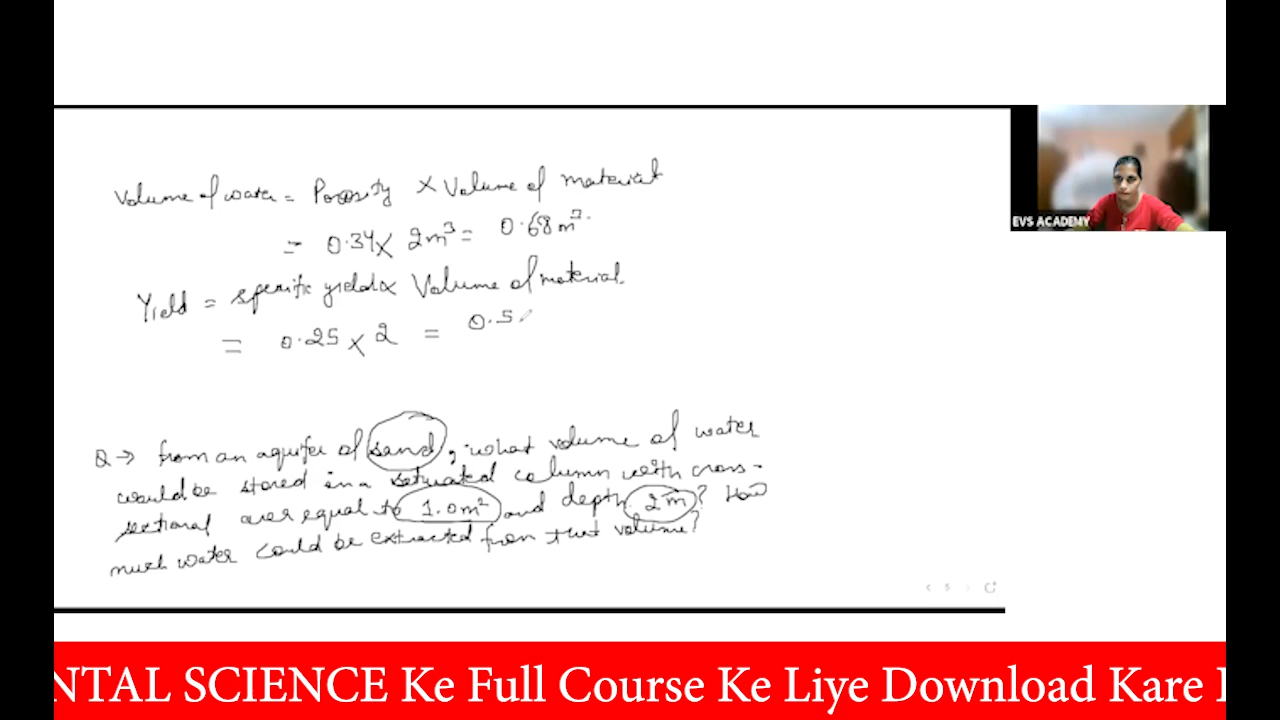 Volume of water = Porosity × Volume of material
= 0.34 × 2m³ = 0.68 m³.
EVS ACADEMY
Yield = specific yield × Volume of material.
= 0.25 × 2 = 0.5
Q → from an aquifer of sand, what volume of water
would be stored in a saturated column with cross-
sectional area equal to 1.0m² and depth 2m? How
much water could be extracted from that volume?
NTAL SCIENCE Ke Full Course Ke Liye Download Kare